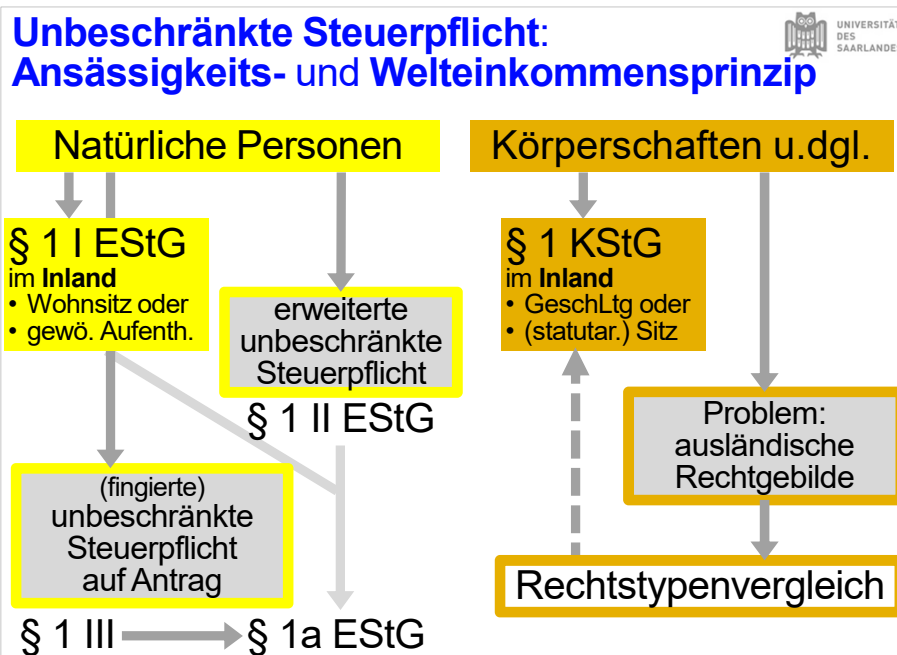 Unbeschränkte Steuerpflicht:
Ansässigkeits- und Welteinkommensprinzip
UNIVERSITÄT
DES
SAARLANDES
Natürliche Personen
§ 1 I EStG
im Inland
• Wohnsitz oder
• gewö. Aufenth.
erweiterte
unbeschränkte
Steuerpflicht
§ 1 II EStG
(fingierte)
unbeschränkte
Steuerpflicht
auf Antrag
§ 1 III
§ 1a EStG
Körperschaften u.dgl.
§ 1 KStG
im Inland
• GeschLtg oder
• (statutar.) Sitz
Problem:
ausländische
Rechtgebilde
Rechtstypenvergleich